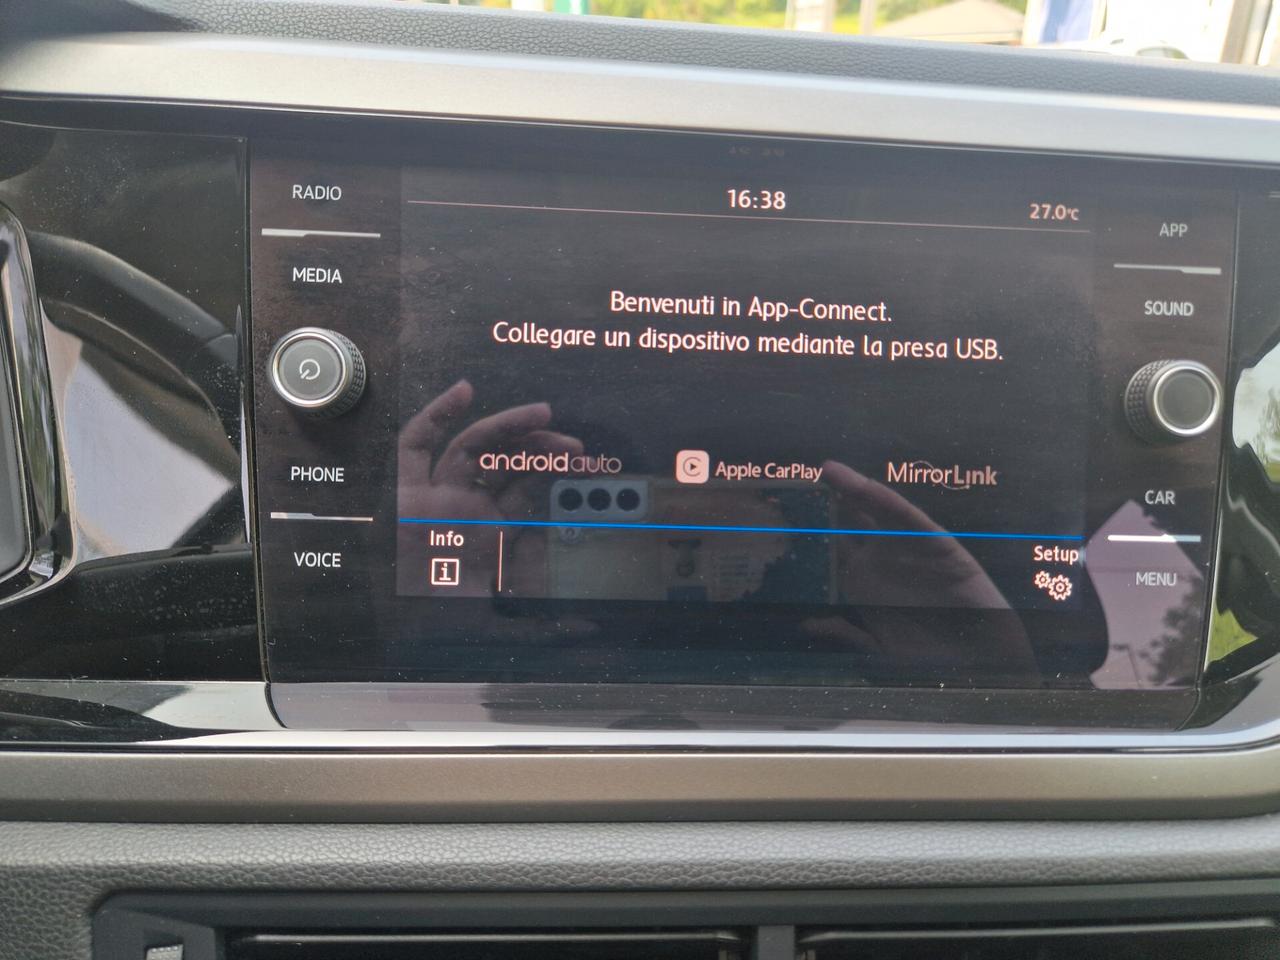 RADIO
MEDIA
PHONE
VOICE
16:38
27.0°C
Benvenuti in App-Connect.
Collegare un dispositivo mediante la presa USB.
androidauto
Apple CarPlay
MirrorLink
Info
i
Setup
APP
SOUND
CAR
MENU